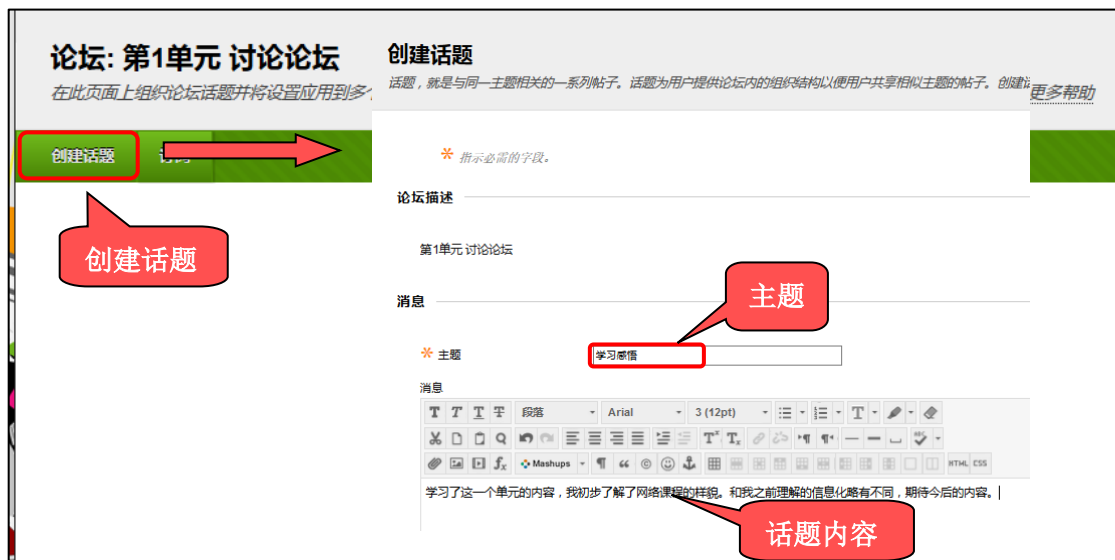 论坛: 第1单元 讨论论坛
在此页面上组织论坛话题并将设置应用到多个
更多帮助
创建话题
创建话题
创建话题
话题，就是与同一主题相关的一系列帖子。话题为用户提供论坛内的组织结构以便用户共享相似主题的帖子。创建
* 指示必需的字段。
论坛描述
第1单元 讨论论坛
消息
主题
* 主题
学习感悟
消息
T T T T 段落 Arial 3 (12pt) T
Tˣ Tₓ ABC
fx Mashups ¶ “ © HTML CSS
学习了这一个单元的内容，我初步了解了网络课程的样貌。和我之前理解的信息化略有不同，期待今后的内容。
话题内容